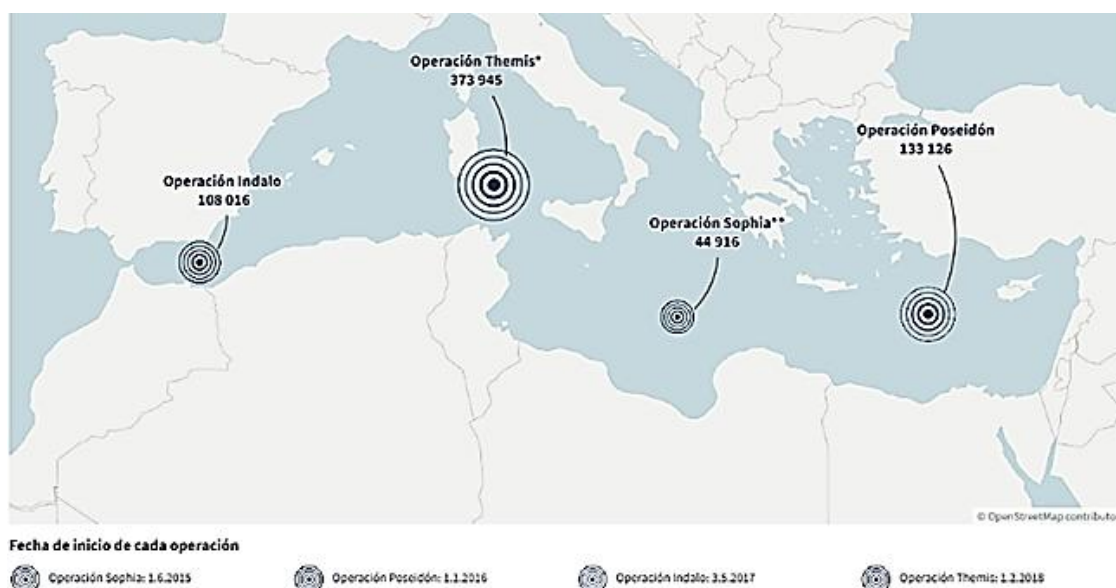 Operación Themis*
373 945
Operación Poseidón
133 126
Operación Indalo
108 016
Operación Sophia**
44 916
© OpenStreetMap contributo
Fecha de inicio de cada operación
Operación Sophia: 1.6.2015
Operación Poseidón: 1.1.2016
Operación Indalo: 3.5.2017
Operación Themis: 1.1.2018